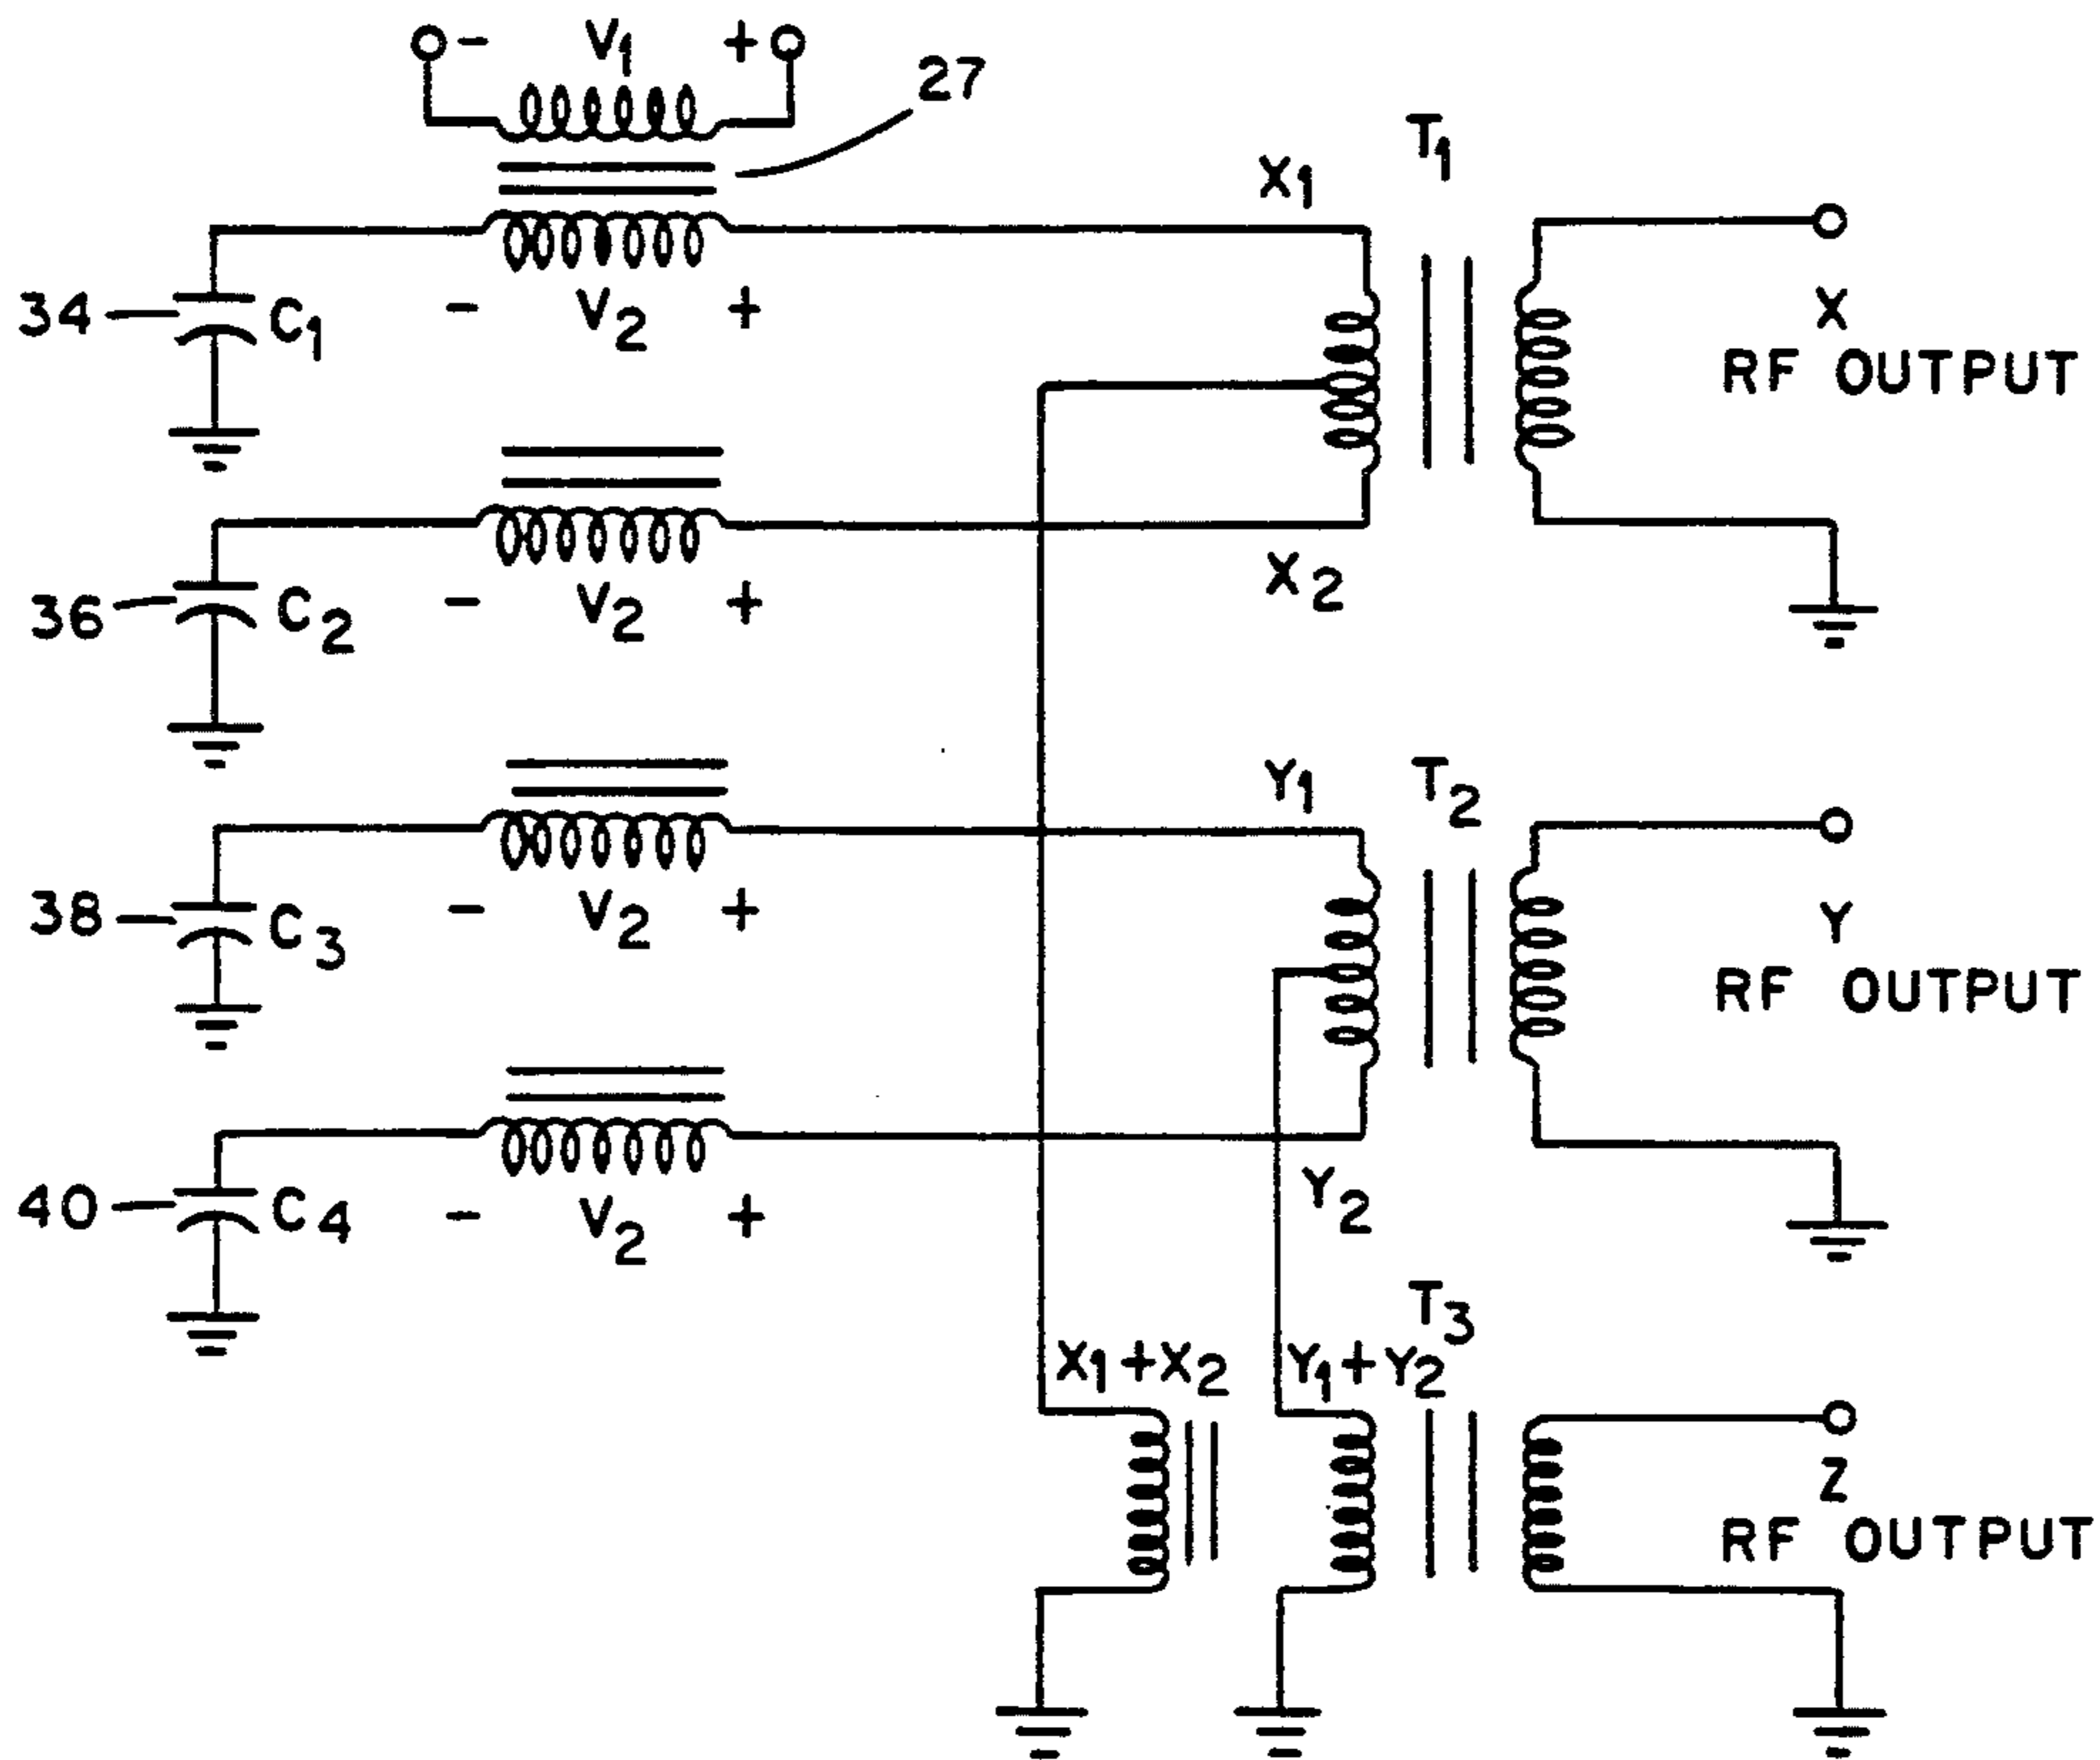 - V1 +
27
X1
T1
34
C1
- V2 +
X
RF OUTPUT
36
C2
- V2 +
X2
Y1
T2
38
C3
- V2 +
Y
RF OUTPUT
40
C4
- V2 +
Y2
T3
X1+X2
Y1+Y2
Z
RF OUTPUT